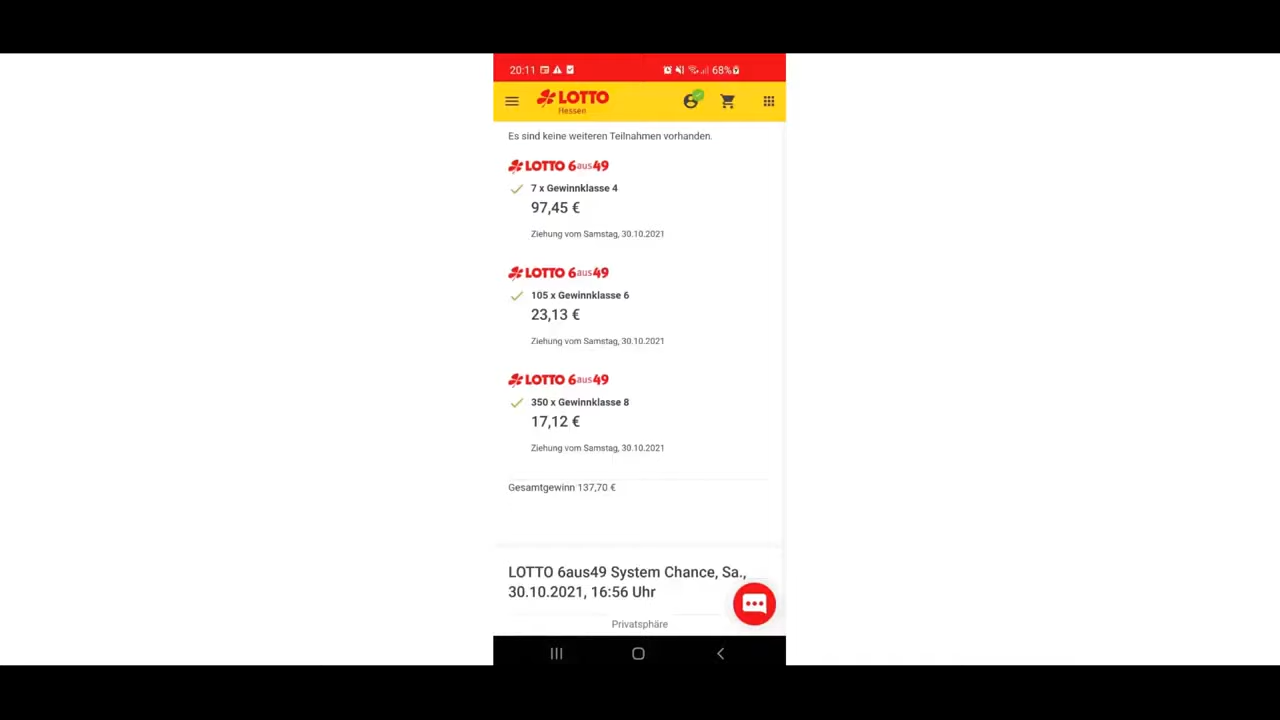 20:11
68%
LOTTO
Hessen
Es sind keine weiteren Teilnahmen vorhanden.
LOTTO 6aus49
7 x Gewinnklasse 4
97,45 €
Ziehung vom Samstag, 30.10.2021
LOTTO 6aus49
105 x Gewinnklasse 6
23,13 €
Ziehung vom Samstag, 30.10.2021
LOTTO 6aus49
350 x Gewinnklasse 8
17,12 €
Ziehung vom Samstag, 30.10.2021
Gesamtgewinn 137,70 €
LOTTO 6aus49 System Chance, Sa.,
30.10.2021, 16:56 Uhr
Privatsphäre